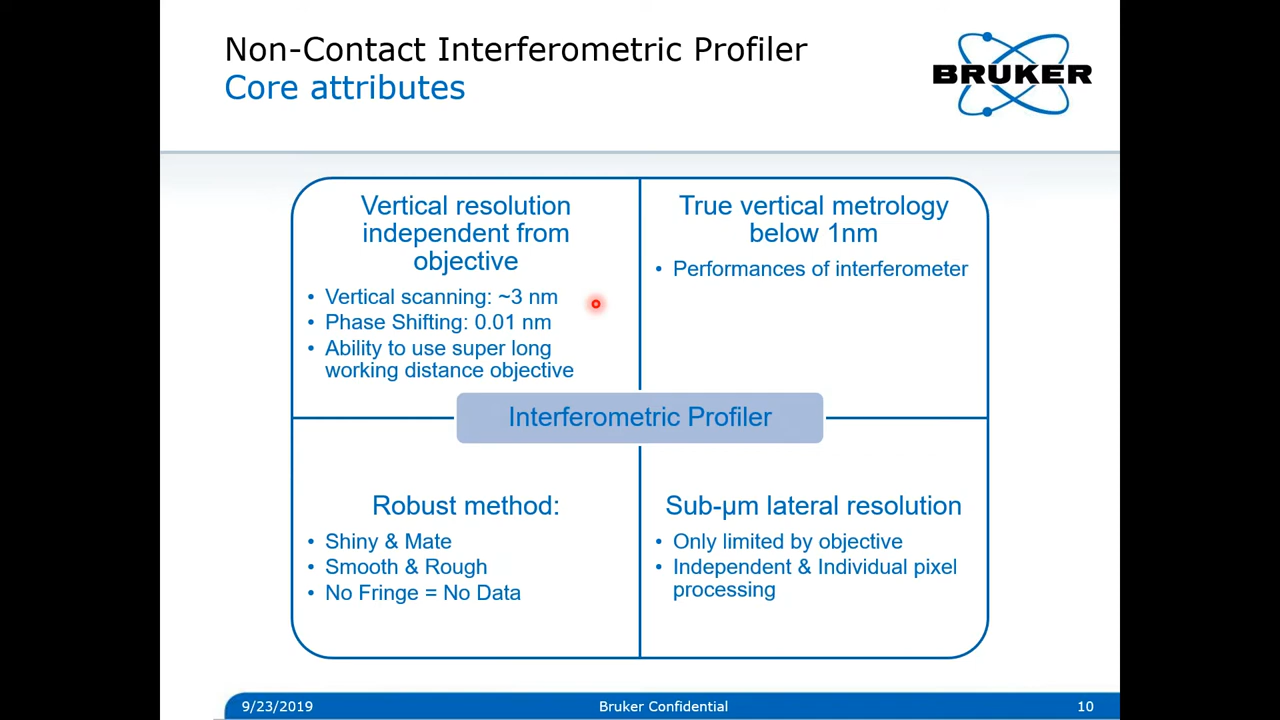 Non-Contact Interferometric Profiler
Core attributes
BRUKER
Vertical resolution
independent from
objective
• Vertical scanning: ~3 nm
• Phase Shifting: 0.01 nm
• Ability to use super long
working distance objective
True vertical metrology
below 1nm
• Performances of interferometer
Interferometric Profiler
Robust method:
• Shiny & Mate
• Smooth & Rough
• No Fringe = No Data
Sub-µm lateral resolution
• Only limited by objective
• Independent & Individual pixel
processing
9/23/2019
Bruker Confidential
10